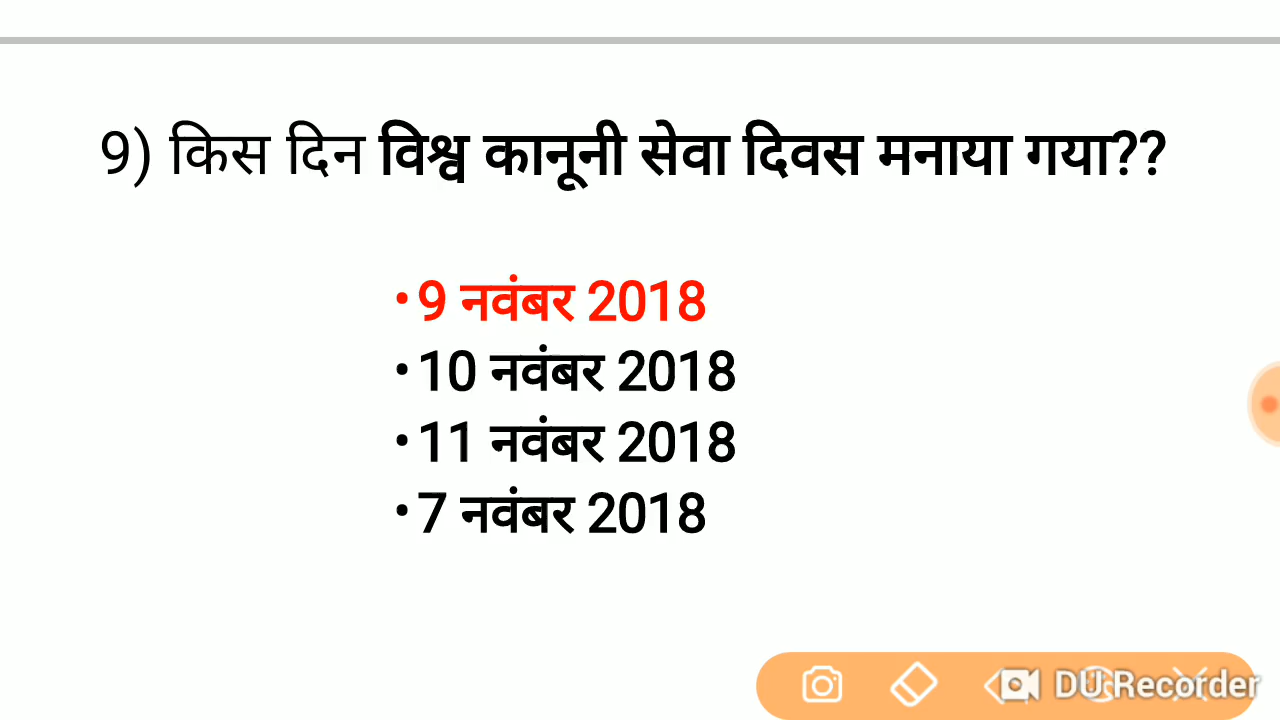 9) किस दिन विश्व कानूनी सेवा दिवस मनाया गया??
•9 नवंबर 2018
•10 नवंबर 2018
•11 नवंबर 2018
•7 नवंबर 2018
DU Recorder